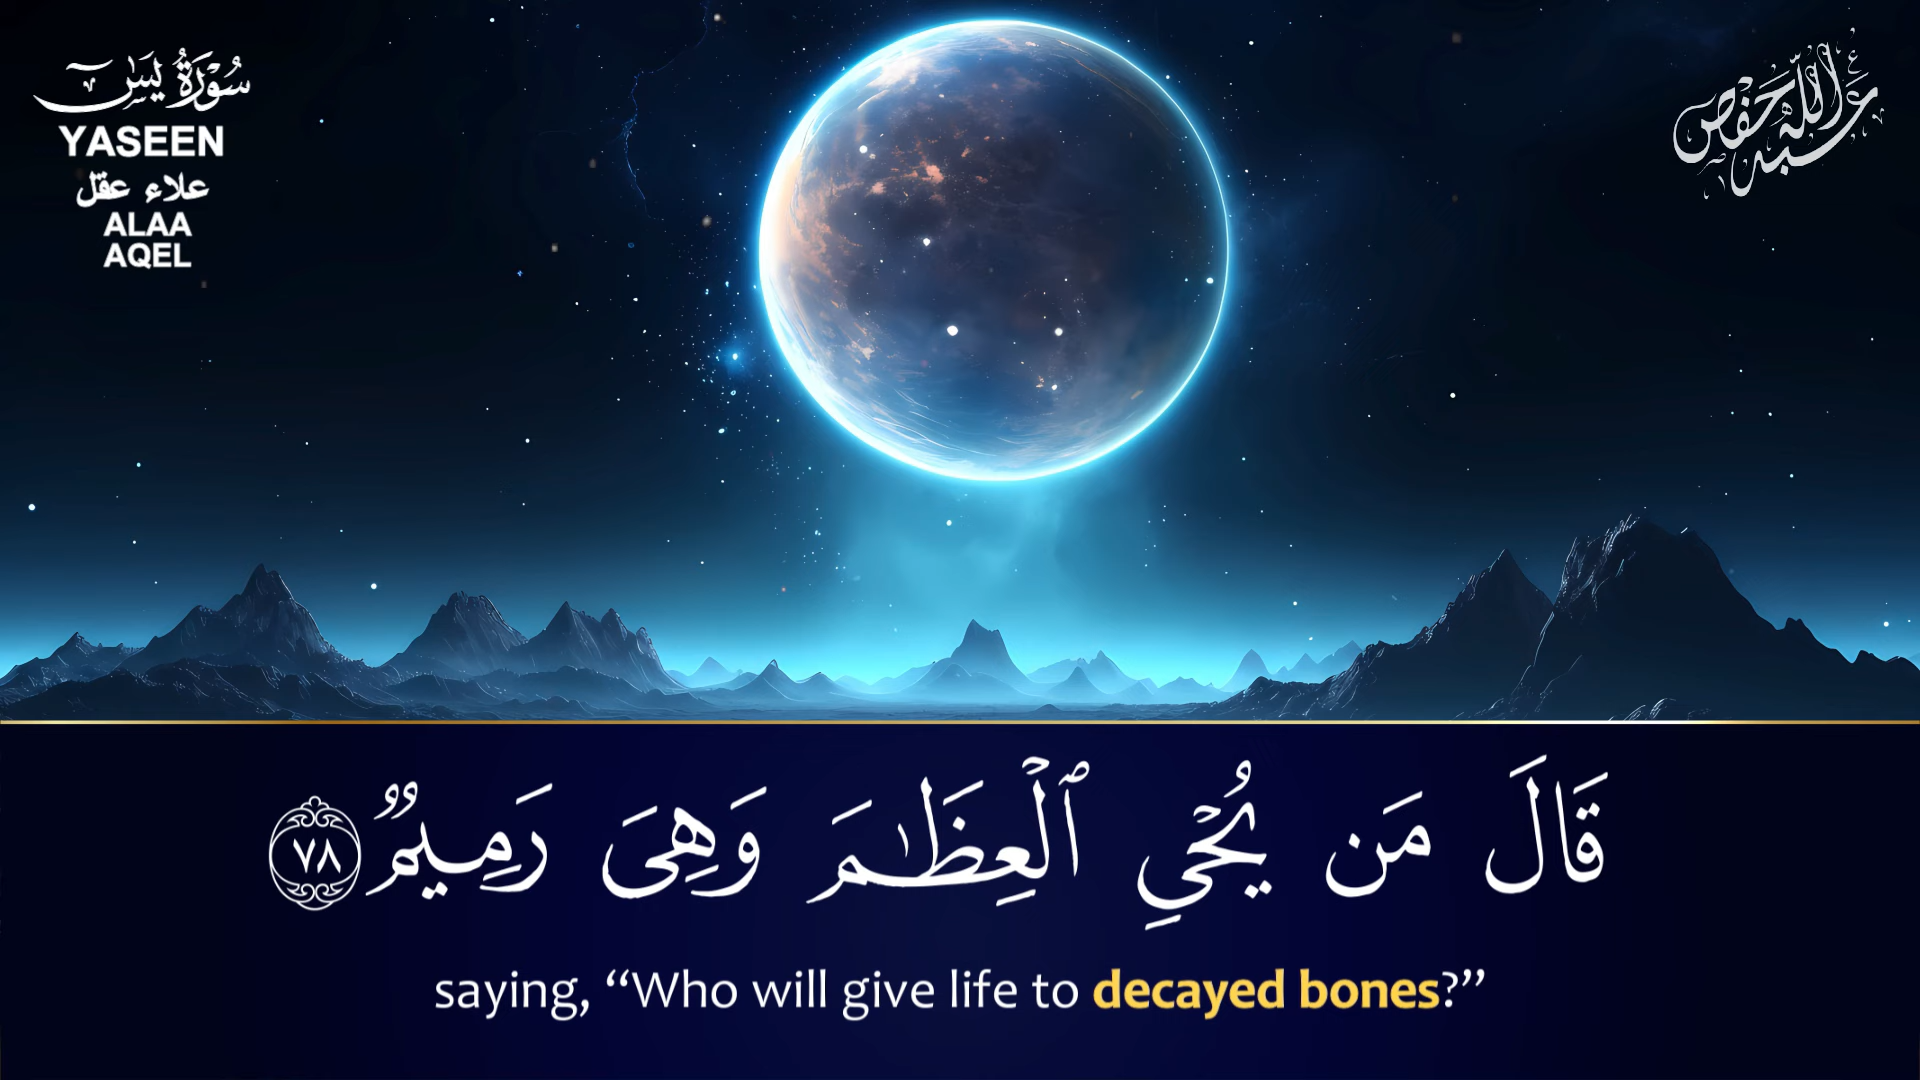 سُورَةُ يسٓ
YASEEN
علاء عقل
ALAA
AQEL
عبدالله حفص
قَالَ مَن يُحْىِ ٱلْعِظَٰمَ وَهِىَ رَمِيمٌ ٧٨
saying, “Who will give life to decayed bones?”